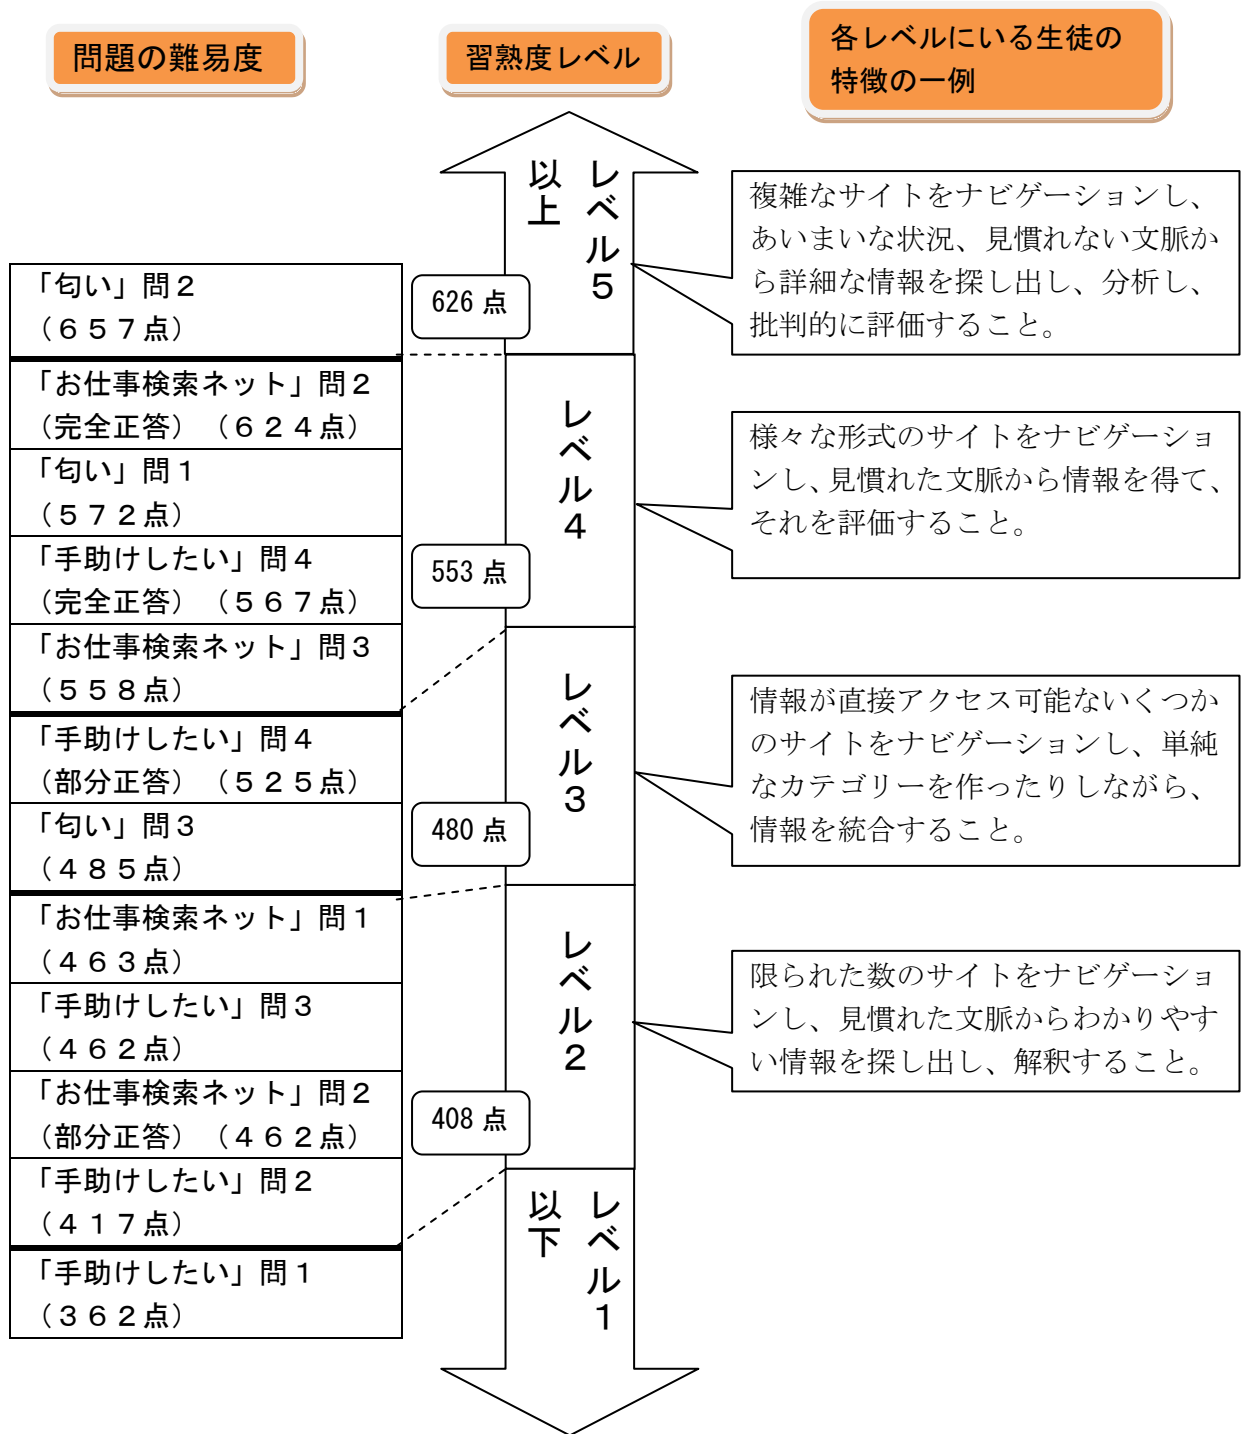 問題の難易度
習熟度レベル
各レベルにいる生徒の
特徴の一例
「匂い」問２
（６５７点）
「お仕事検索ネット」問２
（完全正答）（６２４点）
「匂い」問１
（５７２点）
「手助けしたい」問４
（完全正答）（５６７点）
「お仕事検索ネット」問３
（５５８点）
「手助けしたい」問４
（部分正答）（５２５点）
「匂い」問３
（４８５点）
「お仕事検索ネット」問１
（４６３点）
「手助けしたい」問３
（４６２点）
「お仕事検索ネット」問２
（部分正答）（４６２点）
「手助けしたい」問２
（４１７点）
「手助けしたい」問１
（３６２点）
626 点
553 点
480 点
408 点
レベル５
以上
レベル４
レベル３
レベル２
レベル１
以下
複雑なサイトをナビゲーションし、
あいまいな状況、見慣れない文脈か
ら詳細な情報を探し出し、分析し、
批判的に評価すること。
様々な形式のサイトをナビゲーショ
ンし、見慣れた文脈から情報を得て、
それを評価すること。
情報が直接アクセス可能ないくつか
のサイトをナビゲーションし、単純
なカテゴリーを作ったりしながら、
情報を統合すること。
限られた数のサイトをナビゲーショ
ンし、見慣れた文脈からわかりやす
い情報を探し出し、解釈すること。